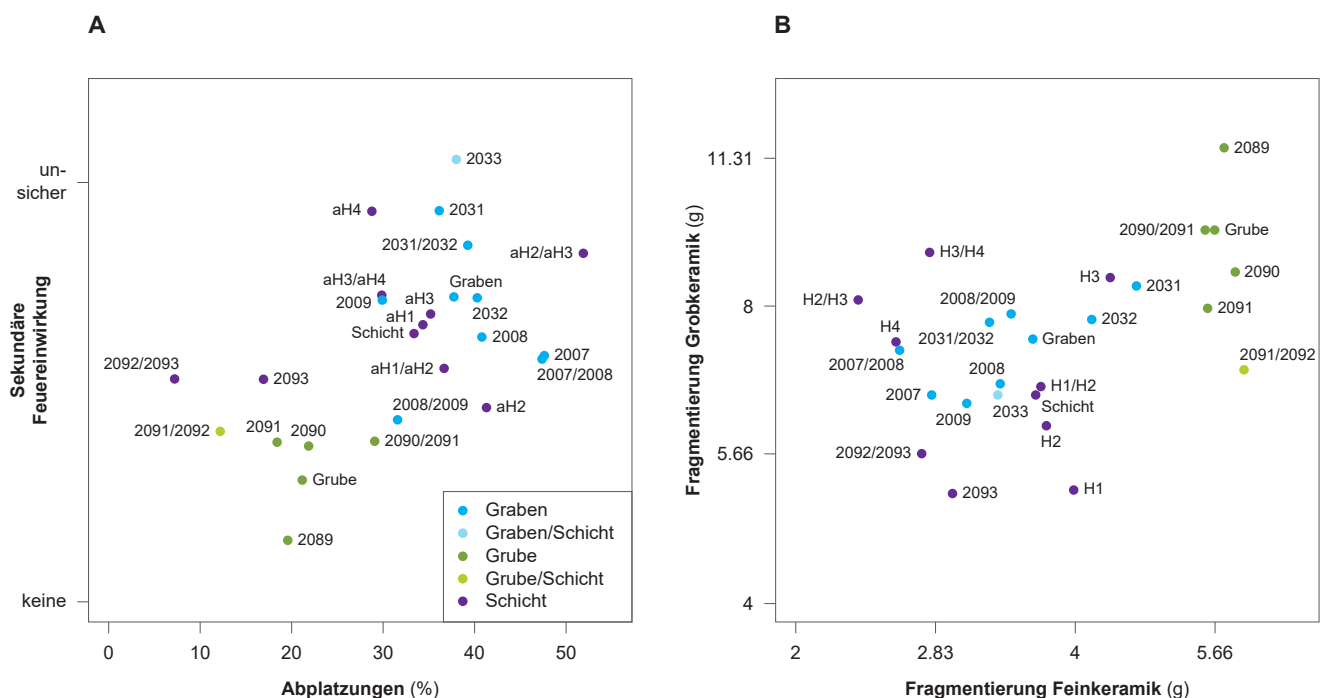 A
B
un-
sicher
keine
Sekundäre
Feuereinwirkung
2033
aH4
2031
2031/2032
aH2/aH3
aH3/aH4
Graben
2009
aH3
2032
aH1
Schicht
2008
2007
2007/2008
2092/2093
2093
aH1/aH2
aH2
2008/2009
2091/2092
2091
2090
2090/2091
Grube
2089
Graben
Graben/Schicht
Grube
Grube/Schicht
Schicht
0
10
20
30
40
50
Abplatzungen (%)
11.31
8
5.66
4
Fragmentierung Grobkeramik (g)
2089
2090/2091
Grube
H3/H4
H3
2090
2031
H2/H3
2008/2009
2091
2031/2032
2032
H4
Graben
2007/2008
2091/2092
2008
H1/H2
2007
2033
Schicht
2009
H2
2092/2093
2093
H1
2
2.83
4
5.66
Fragmentierung Feinkeramik (g)